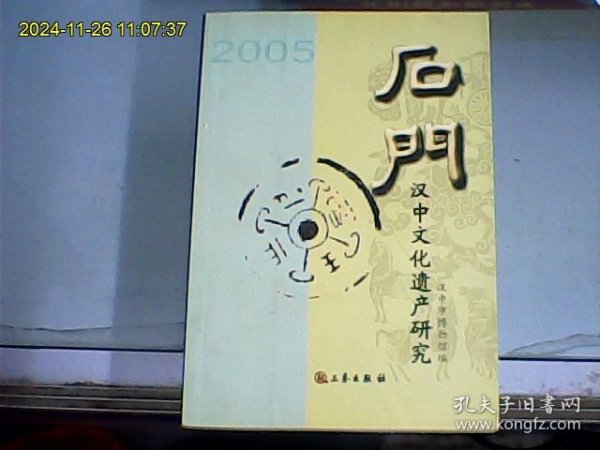 2024-11-26 11:07:37
2005
石門
汉中文化遗产研究
汉中市博物馆编
三秦出版社
孔夫子旧书网
www.kongfz.com